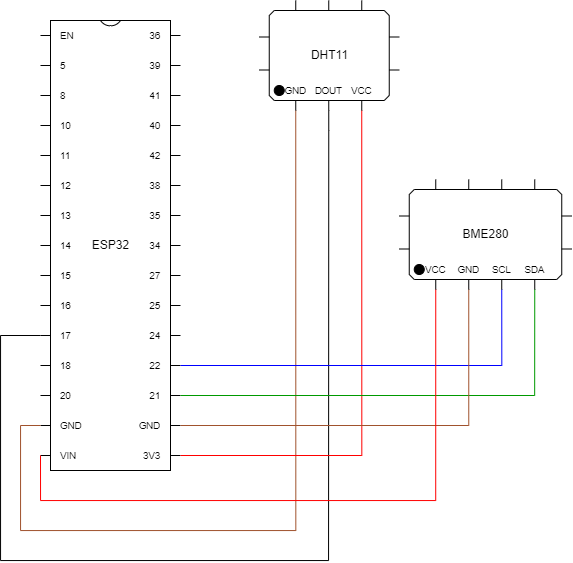 EN 36
5 39
8 41
10 40
11 42
12 38
13 35
ESP32
14 34
15 27
16 25
17 24
18 22
20 21
GND GND
VIN 3V3
DHT11
GND DOUT VCC
BME280
VCC GND SCL SDA